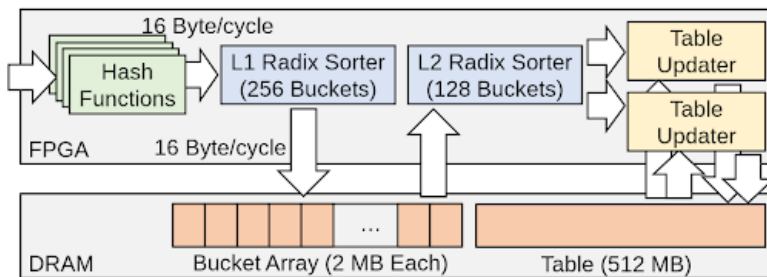 16 Byte/cycle
Hash
Functions
L1 Radix Sorter
(256 Buckets)
L2 Radix Sorter
(128 Buckets)
Table
Updater
Table
Updater
FPGA
16 Byte/cycle
...
DRAM
Bucket Array (2 MB Each)
Table (512 MB)